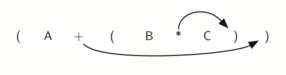 ( A + ( B * C ) )